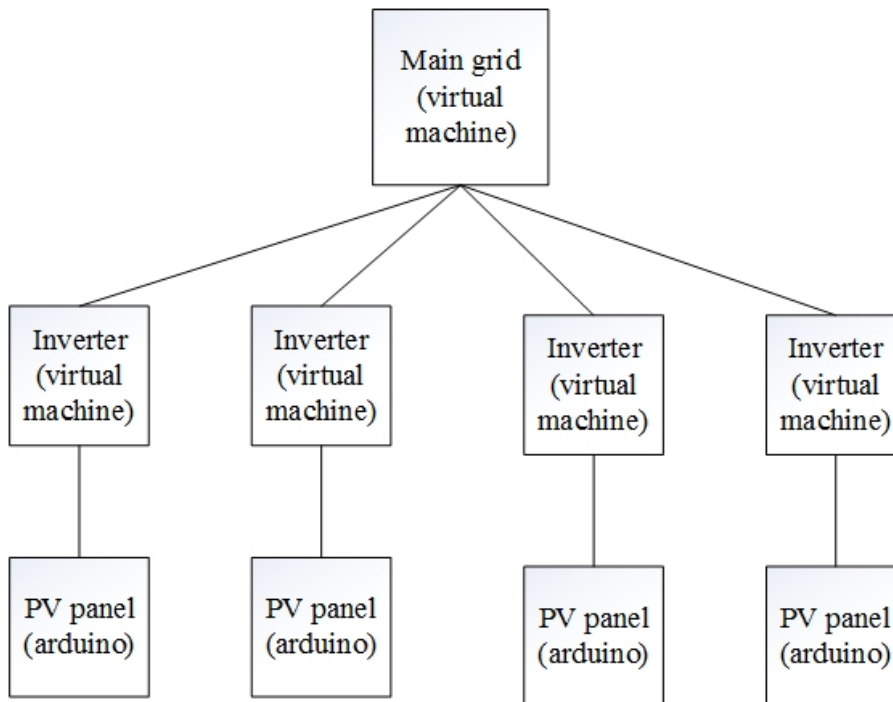 Main grid
(virtual
machine)
Inverter
(virtual
machine)
Inverter
(virtual
machine)
Inverter
(virtual
machine)
Inverter
(virtual
machine)
PV panel
(arduino)
PV panel
(arduino)
PV panel
(arduino)
PV panel
(arduino)